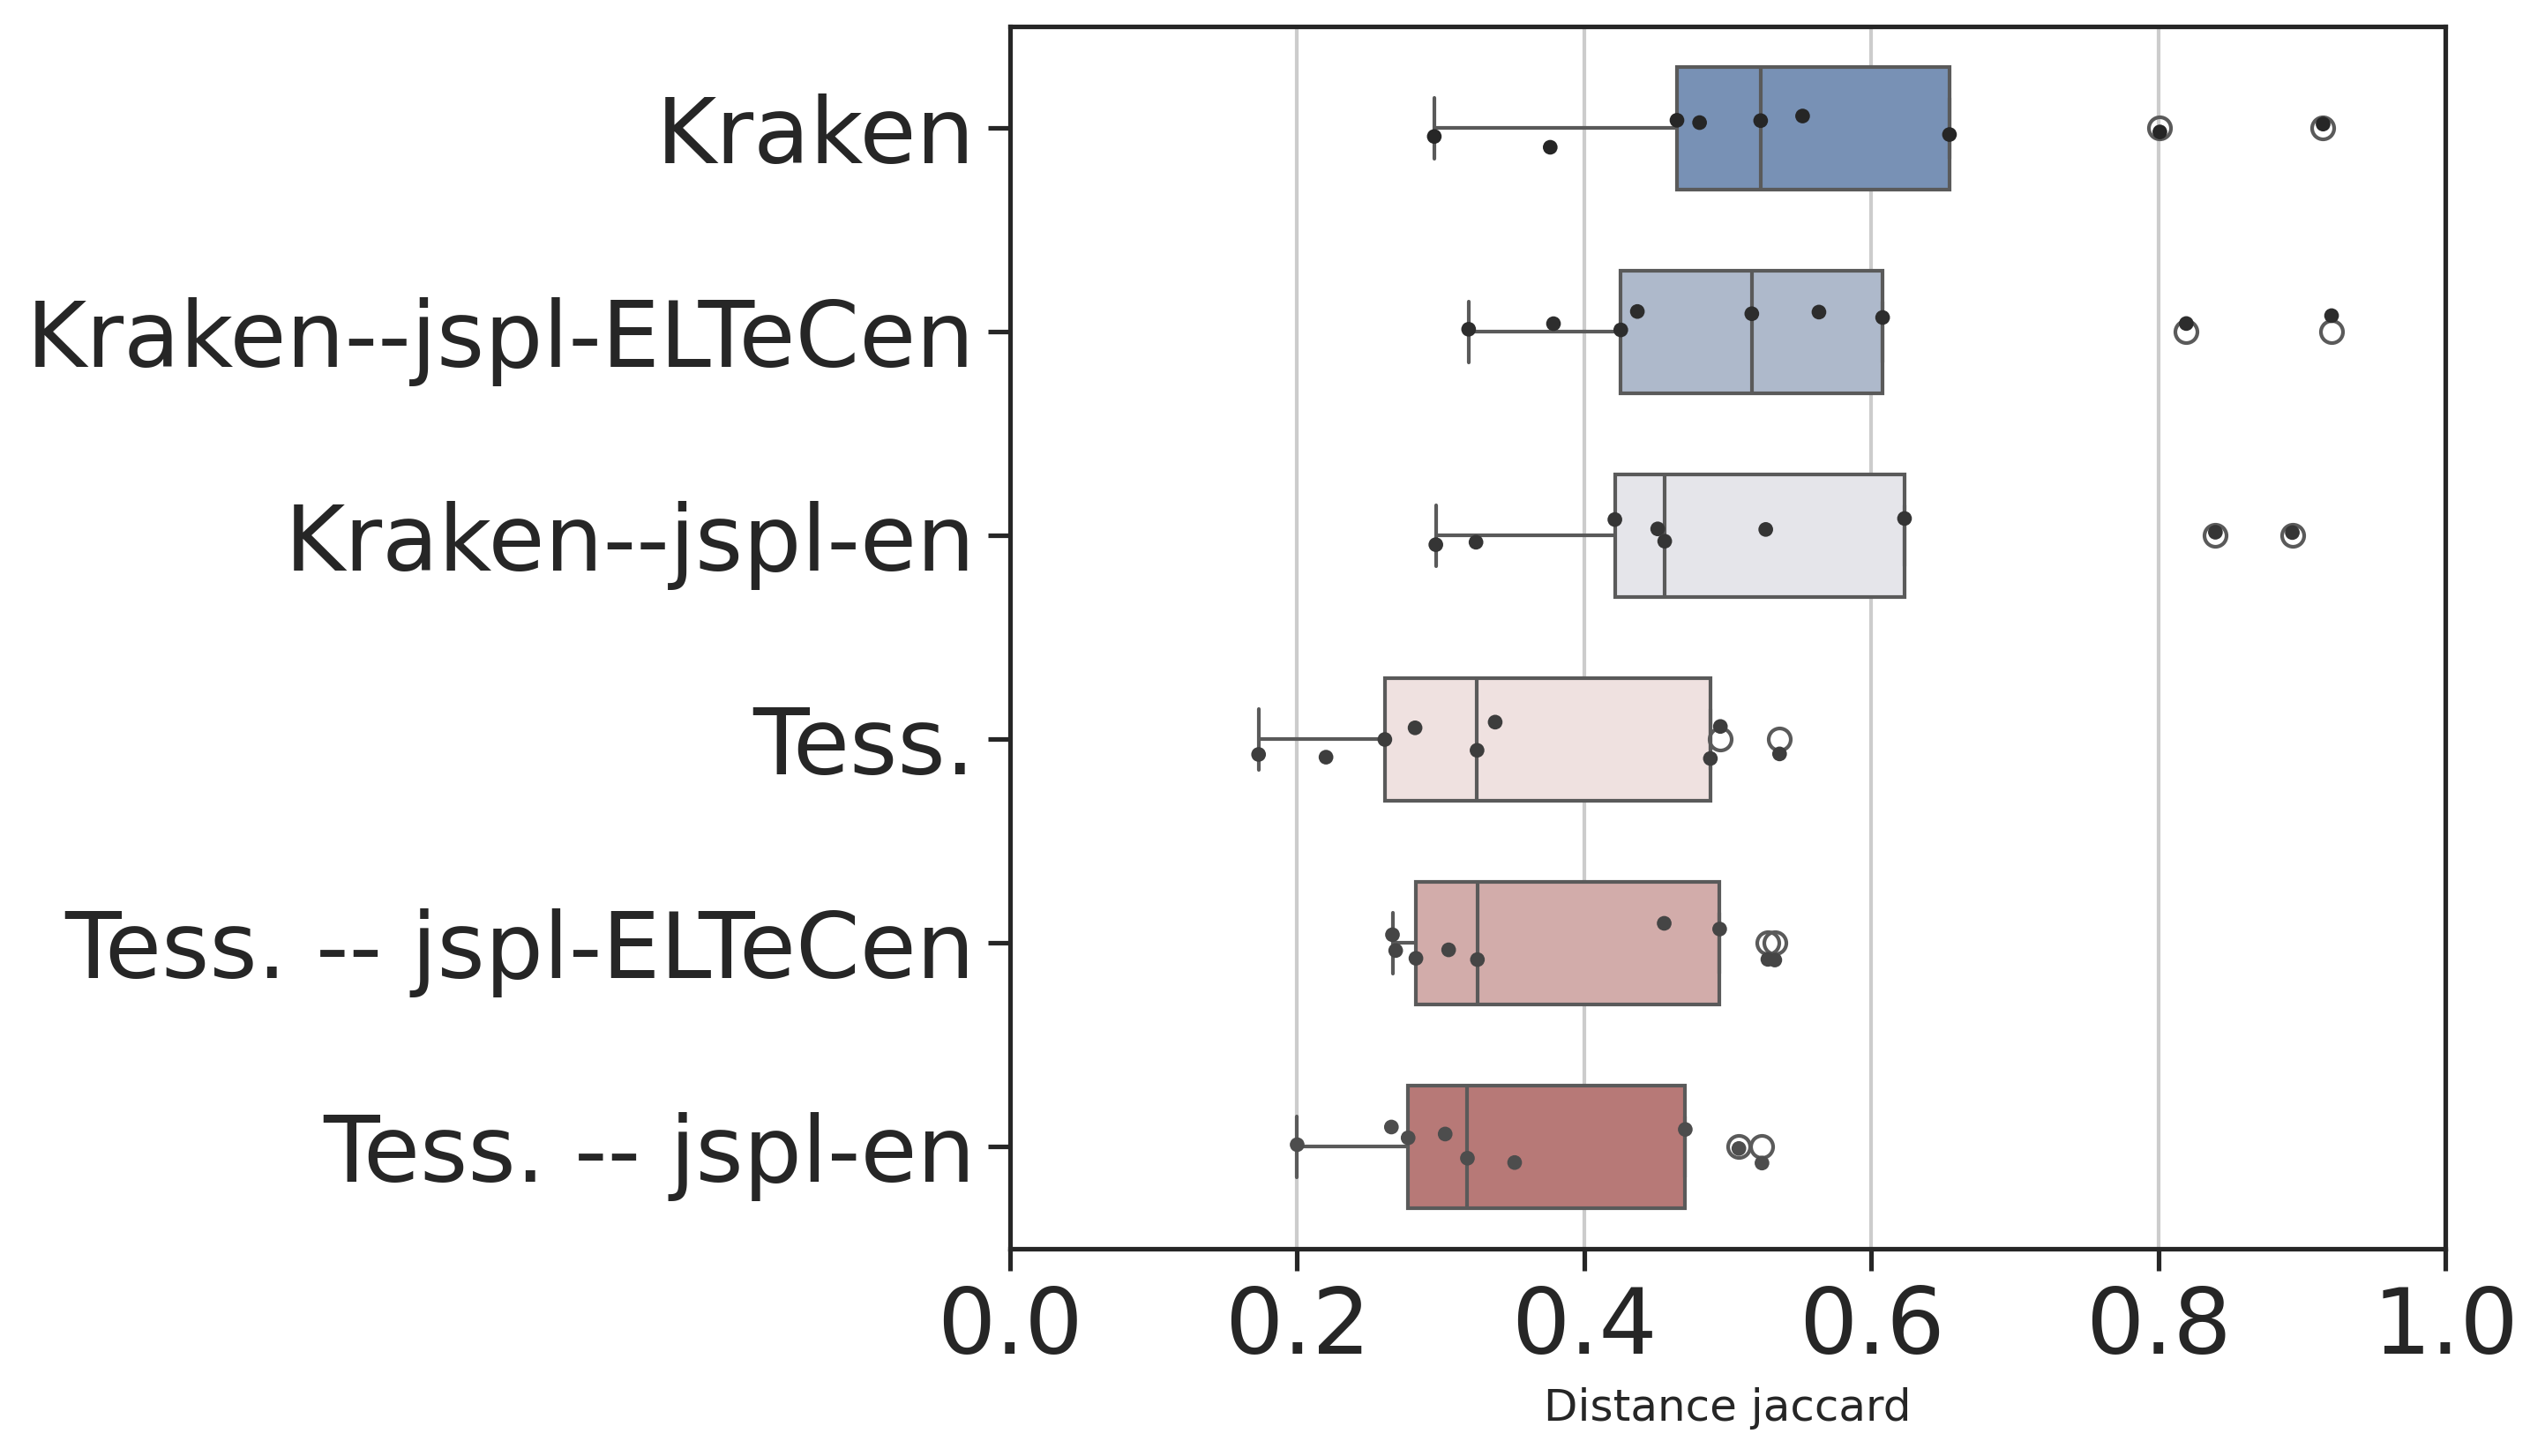 Kraken
Kraken--jspl-ELTeCen
Kraken--jspl-en
Tess.
Tess. -- jspl-ELTeCen
Tess. -- jspl-en
0.0 0.2 0.4 0.6 0.8 1.0
Distance jaccard